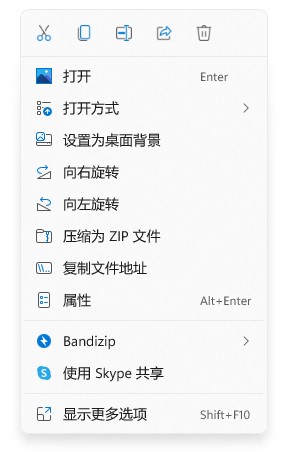 打开 Enter
打开方式
设置为桌面背景
向右旋转
向左旋转
压缩为 ZIP 文件
复制文件地址
属性 Alt+Enter
Bandizip
使用 Skype 共享
显示更多选项 Shift+F10